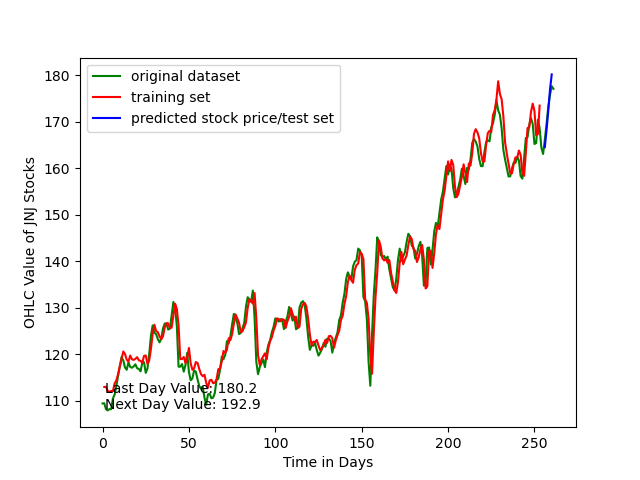 original dataset
training set
predicted stock price/test set
180
170
160
150
140
130
120
110
OHLC Value of JNJ Stocks
Last Day Value: 180.2
Next Day Value: 192.9
0 50 100 150 200 250
Time in Days